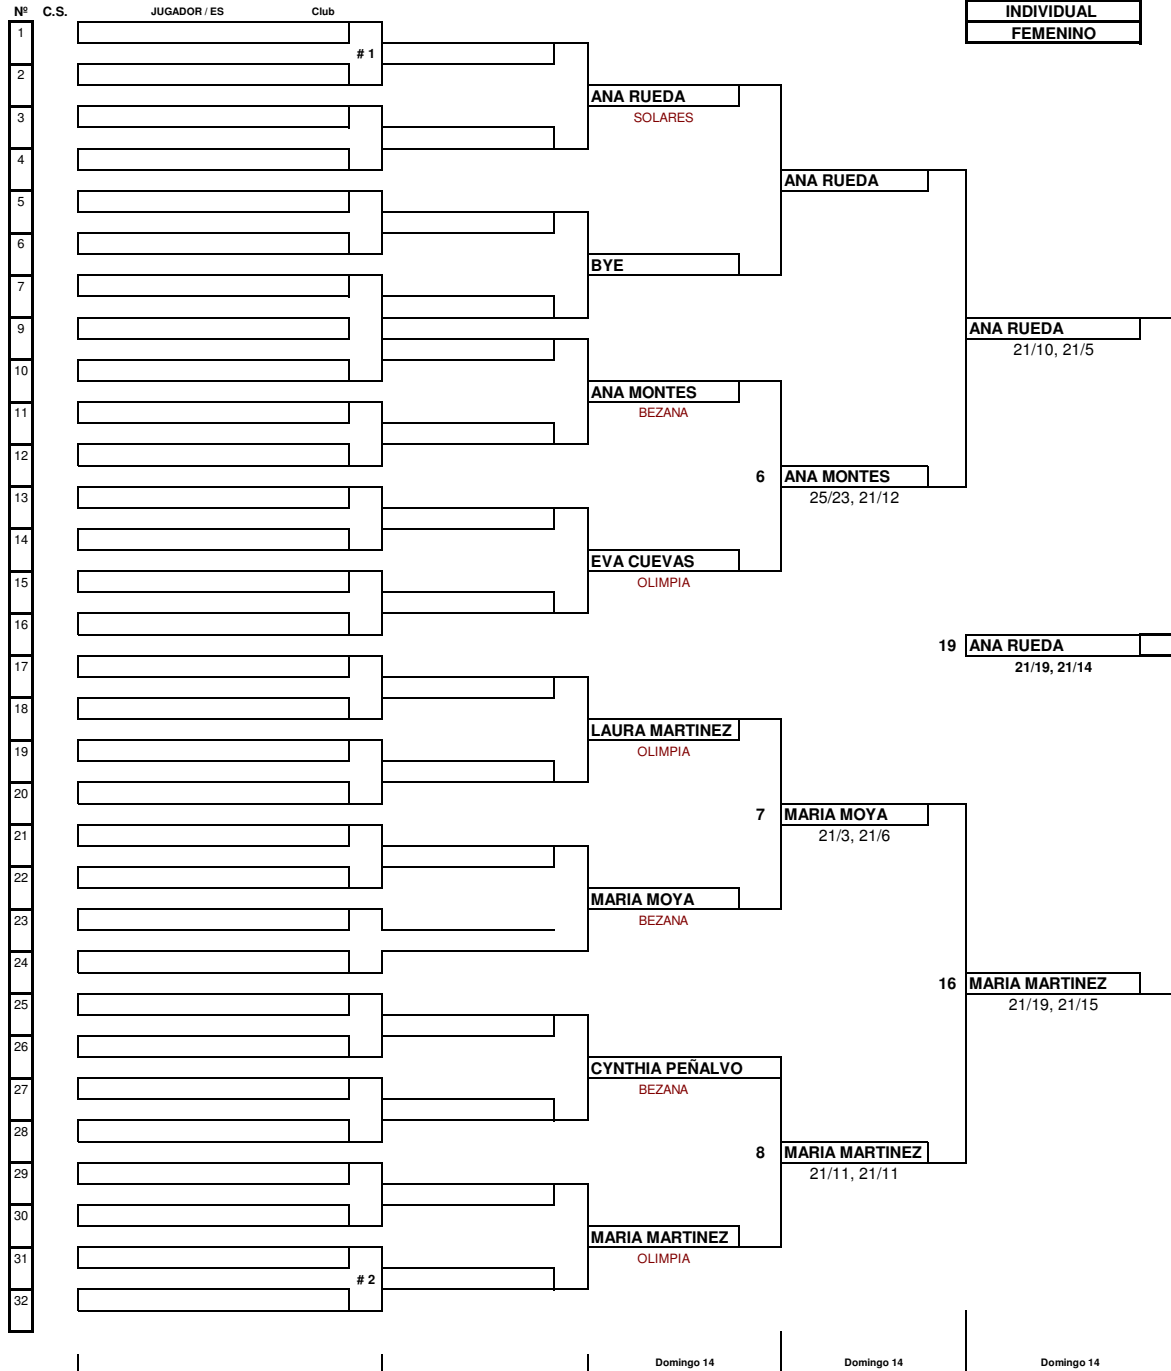 Nº C.S. JUGADOR / ES Club
INDIVIDUAL
FEMENINO
1
# 1
2
ANA RUEDA
3
SOLARES
4
ANA RUEDA
5
6
BYE
7
9
ANA RUEDA
21/10, 21/5
10
ANA MONTES
11
BEZANA
12
6 ANA MONTES
13
25/23, 21/12
14
EVA CUEVAS
15
OLIMPIA
16
19 ANA RUEDA
17
21/19, 21/14
18
LAURA MARTINEZ
19
OLIMPIA
20
7 MARIA MOYA
21
21/3, 21/6
22
MARIA MOYA
23
BEZANA
24
16 MARIA MARTINEZ
25
21/19, 21/15
26
CYNTHIA PEÑALVO
27
BEZANA
28
8 MARIA MARTINEZ
29
21/11, 21/11
30
MARIA MARTINEZ
31
OLIMPIA
# 2
32
Domingo 14 Domingo 14 Domingo 14